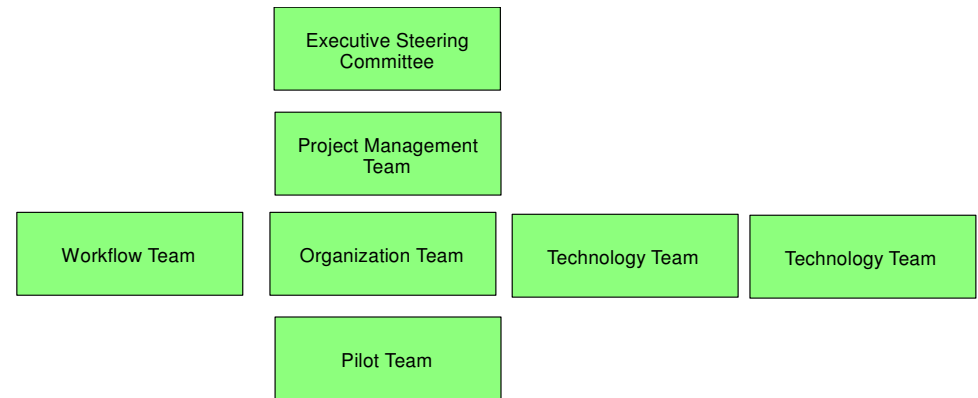 Executive Steering
Committee
Project Management
Team
Workflow Team
Organization Team
Technology Team
Technology Team
Pilot Team